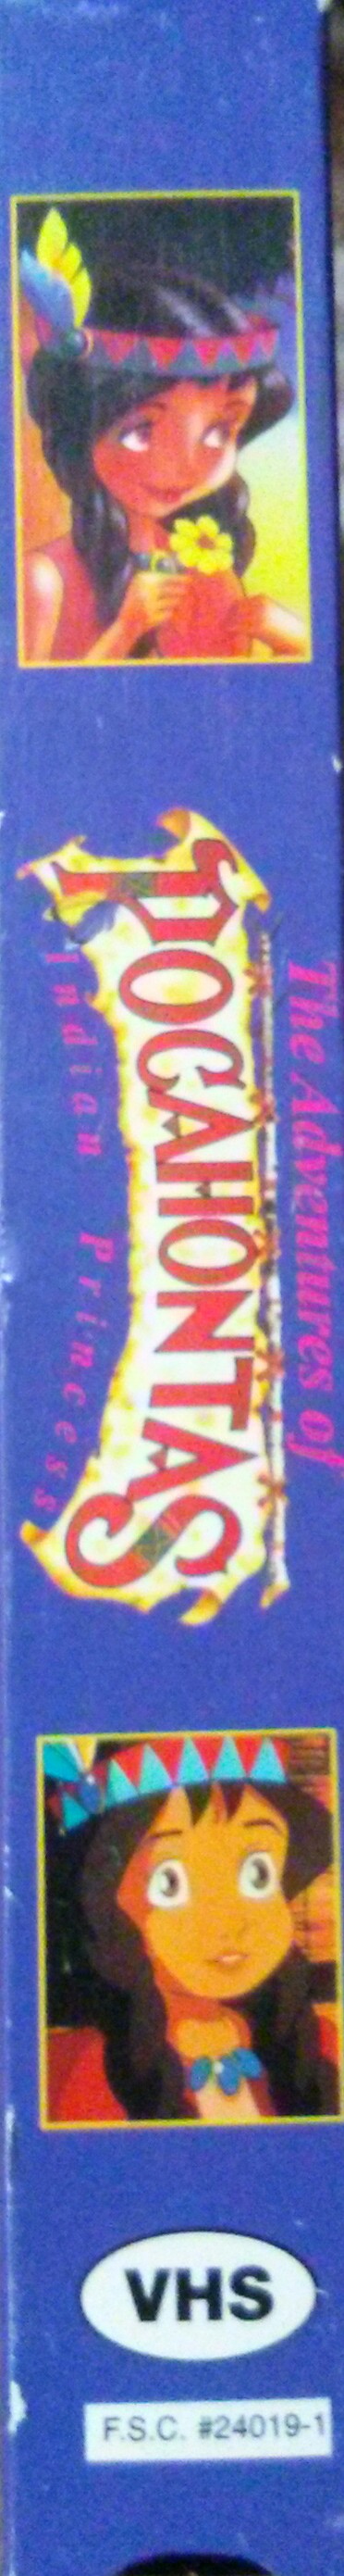 The Adventures of
POCAHONTAS
Indian Princess
VHS
F.S.C. #24019-1